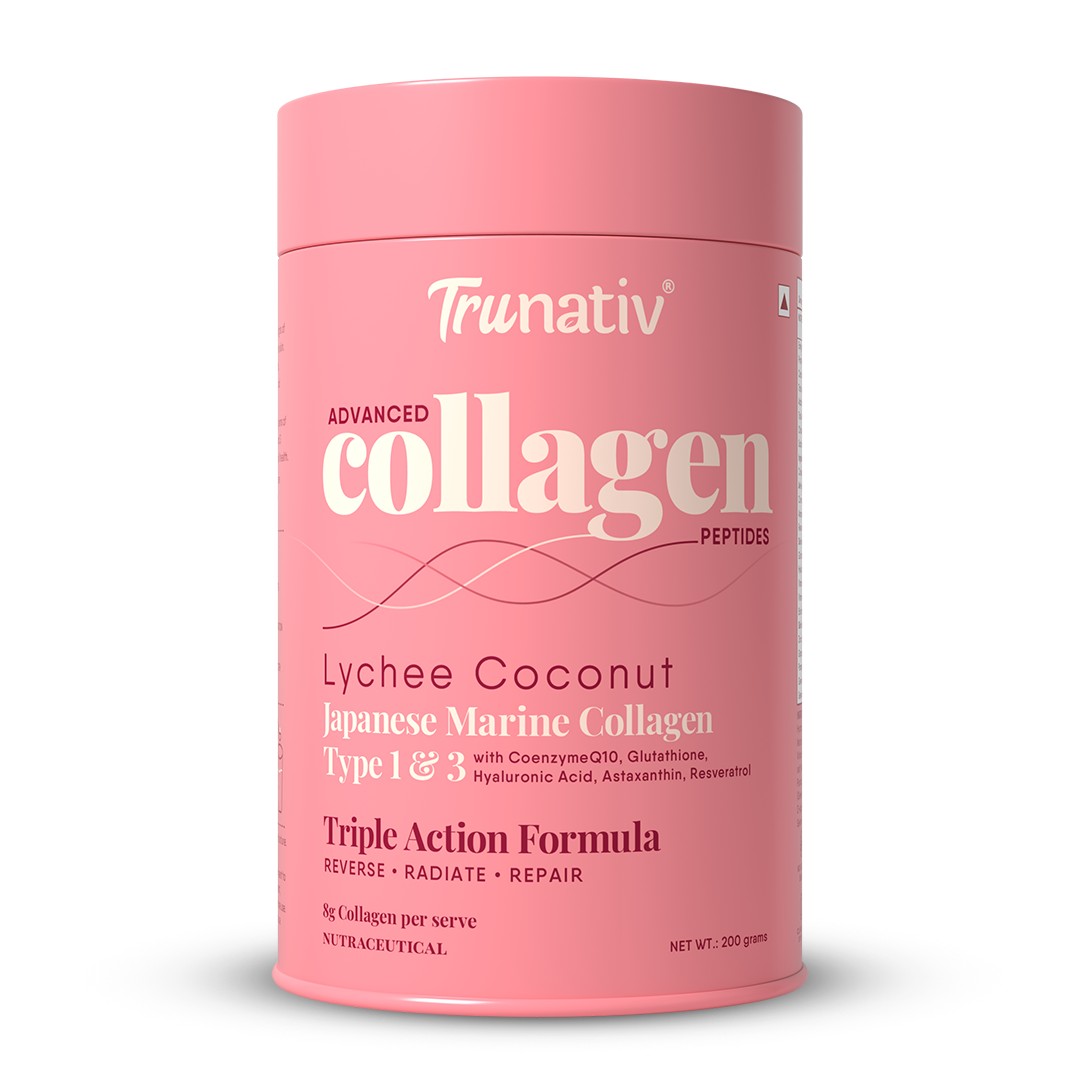 Trunativ®
ADVANCED
collagen
PEPTIDES
Lychee Coconut
Japanese Marine Collagen
Type 1 & 3 with CoenzymeQ10, Glutathione,
Hyaluronic Acid, Astaxanthin, Resveratrol
Triple Action Formula
REVERSE • RADIATE • REPAIR
8g Collagen per serve
NUTRACEUTICAL
NET WT.: 200 grams